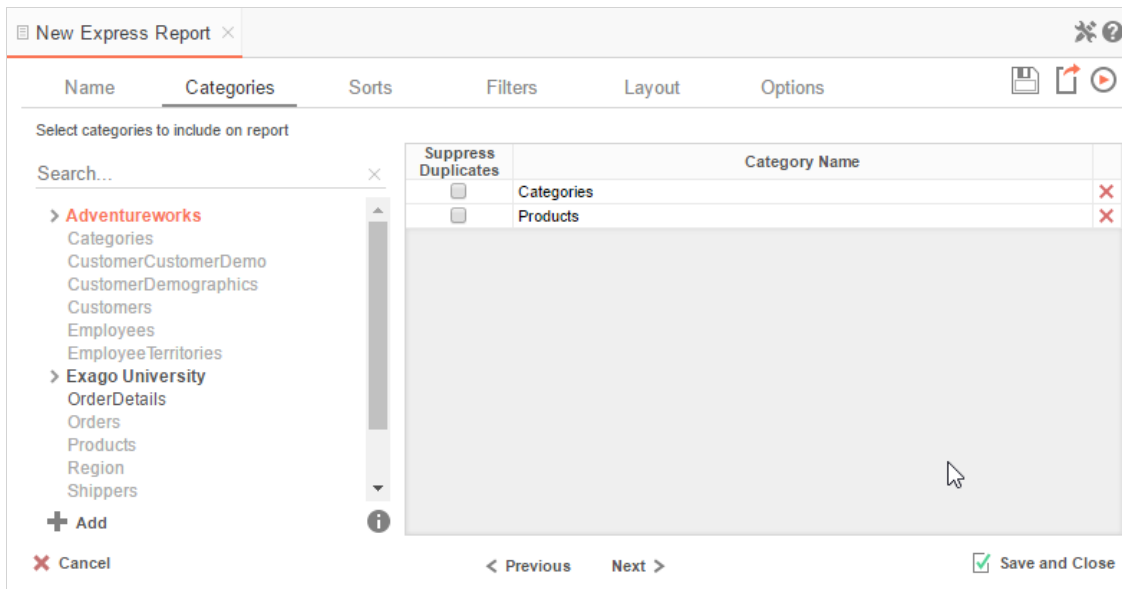 New Express Report
Name Categories Sorts Filters Layout Options
Select categories to include on report
Search...
Adventureworks
Categories
CustomerCustomerDemo
CustomerDemographics
Customers
Employees
EmployeeTerritories
Exago University
OrderDetails
Orders
Products
Region
Shippers
Add
Suppress Duplicates Category Name
Categories
Products
Cancel
< Previous Next >
Save and Close